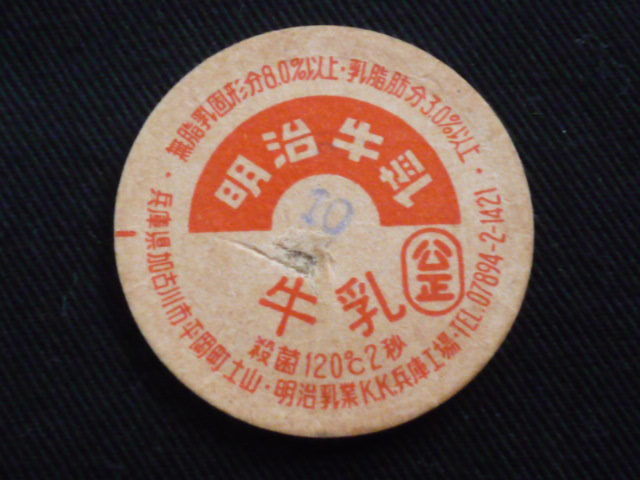 無脂乳固形分8.0%以上・乳脂肪分3.0%以上・
明治牛乳
10
牛乳
公正
殺菌120℃2秒
兵庫県加古川市平岡町土山・明治乳業K.K兵庫工場・TEL.07894-2-1421